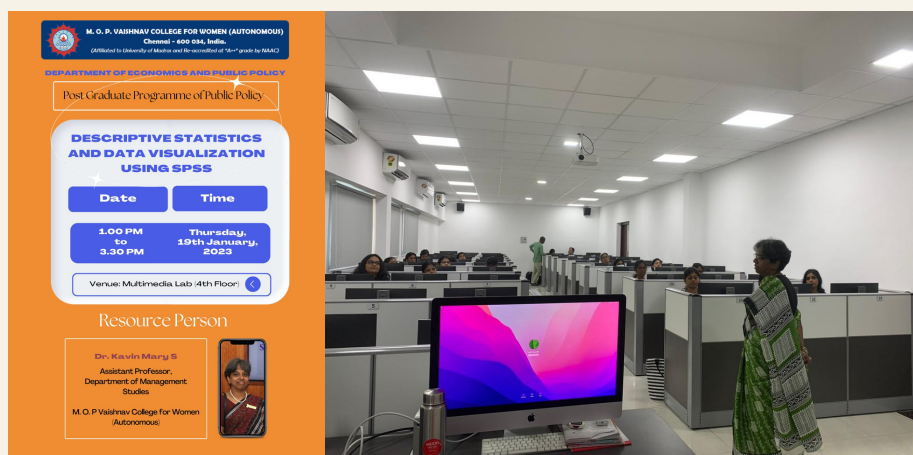 M. O. P. VAISHNAV COLLEGE FOR WOMEN (AUTONOMOUS)
Chennai - 600 034, India.
(Affiliated to University of Madras and Re-accredited at "A++" grade by NAAC)
DEPARTMENT OF ECONOMICS AND PUBLIC POLICY
Post Graduate Programme of Public Policy
DESCRIPTIVE STATISTICS
AND DATA VISUALIZATION
USING SPSS
Date
Time
1.00 PM
to
3.30 PM
Thursday,
19th January,
2023
Venue: Multimedia Lab (4th Floor)
Resource Person
Dr. Kavin Mary S
Assistant Professor,
Department of Management
Studies
M. O. P Vaishnav College for Women
(Autonomous)